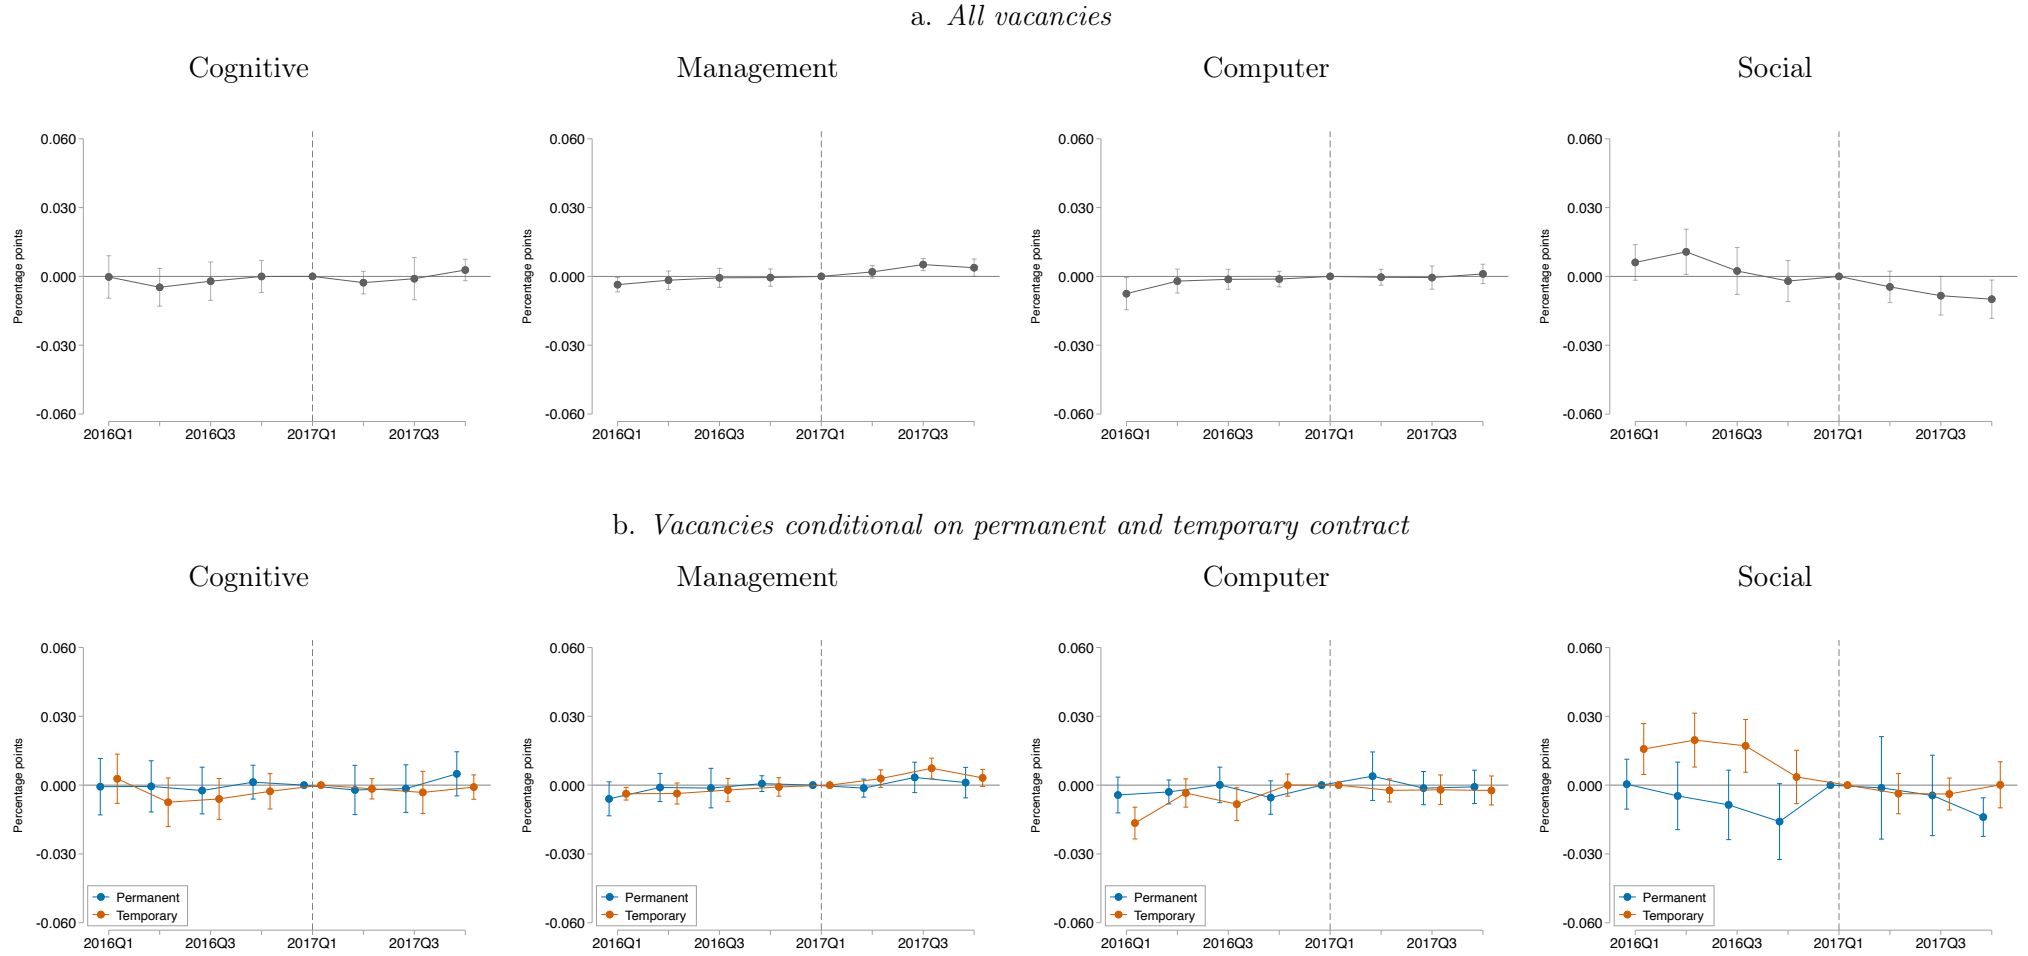 a. All vacancies
Cognitive
Management
Computer
Social
Percentage points
0.060
0.030
0.000
-0.030
-0.060
2016Q1
2016Q3
2017Q1
2017Q3
Percentage points
0.060
0.030
0.000
-0.030
-0.060
2016Q1
2016Q3
2017Q1
2017Q3
Percentage points
0.060
0.030
0.000
-0.030
-0.060
2016Q1
2016Q3
2017Q1
2017Q3
Percentage points
0.060
0.030
0.000
-0.030
-0.060
2016Q1
2016Q3
2017Q1
2017Q3
b. Vacancies conditional on permanent and temporary contract
Cognitive
Management
Computer
Social
Percentage points
0.060
0.030
0.000
-0.030
-0.060
Permanent
Temporary
2016Q1
2016Q3
2017Q1
2017Q3
Percentage points
0.060
0.030
0.000
-0.030
-0.060
Permanent
Temporary
2016Q1
2016Q3
2017Q1
2017Q3
Percentage points
0.060
0.030
0.000
-0.030
-0.060
Permanent
Temporary
2016Q1
2016Q3
2017Q1
2017Q3
Percentage points
0.060
0.030
0.000
-0.030
-0.060
Permanent
Temporary
2016Q1
2016Q3
2017Q1
2017Q3